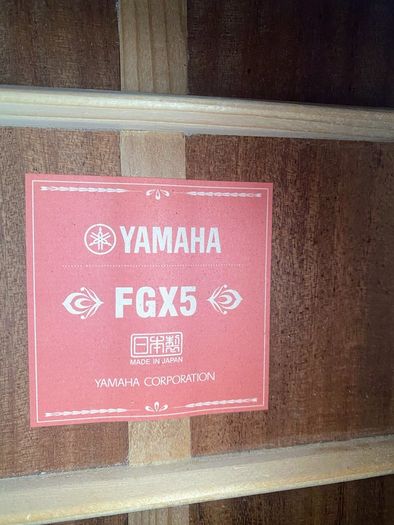 YAMAHA
FGX5
日本製
MADE IN JAPAN
YAMAHA CORPORATION